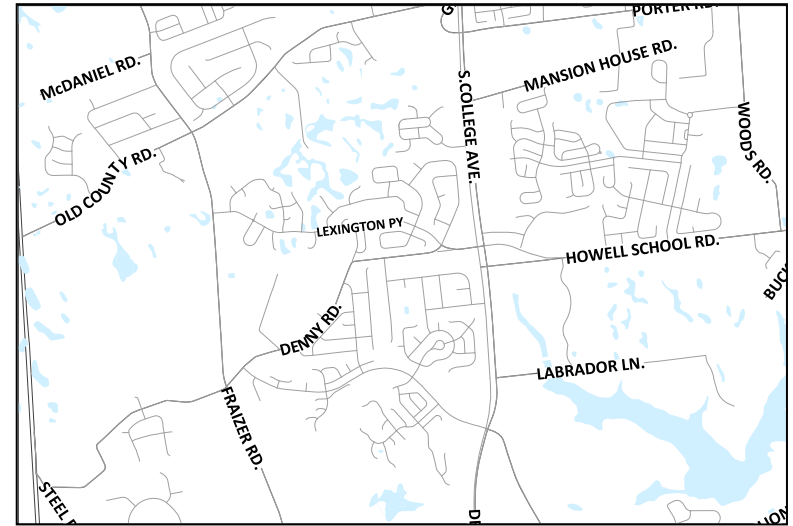 PORTER
McDANIEL RD.
MANSION HOUSE RD.
S.COLLEGE AVE.
WOODS RD.
OLD COUNTY RD.
LEXINGTON PY
HOWELL SCHOOL RD.
DENNY RD.
LABRADOR LN.
FRAIZER RD.
STEEL